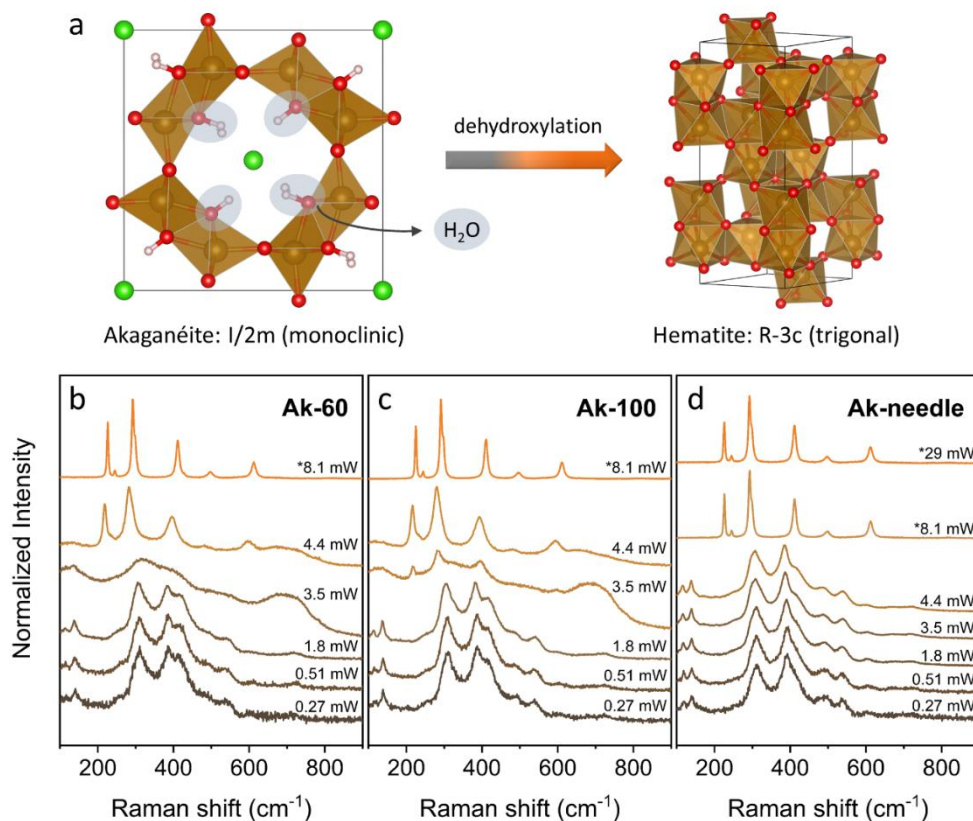 a
dehydroxylation
H₂O
Akaganéite: I/2m (monoclinic)
Hematite: R-3c (trigonal)
Normalized Intensity
b
Ak-60
*8.1 mW
4.4 mW
3.5 mW
1.8 mW
0.51 mW
0.27 mW
200 400 600 800
Raman shift (cm⁻¹)
c
Ak-100
*8.1 mW
4.4 mW
3.5 mW
1.8 mW
0.51 mW
0.27 mW
200 400 600 800
Raman shift (cm⁻¹)
d
Ak-needle
*29 mW
*8.1 mW
4.4 mW
3.5 mW
1.8 mW
0.51 mW
0.27 mW
200 400 600 800
Raman shift (cm⁻¹)